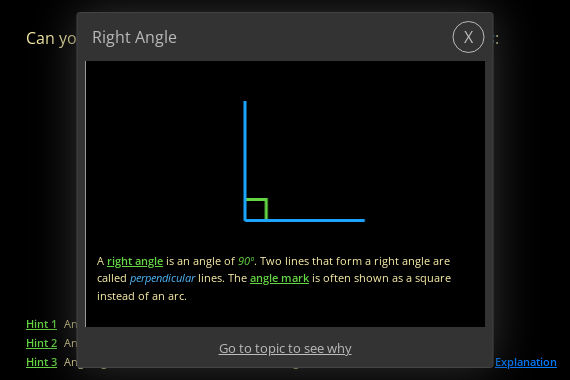 Can yo
Right Angle
X
:
A right angle is an angle of 90°. Two lines that form a right angle are
called perpendicular lines. The angle mark is often shown as a square
instead of an arc.
Hint 1 An
Hint 2 An
Hint 3 An
Go to topic to see why
Explanation